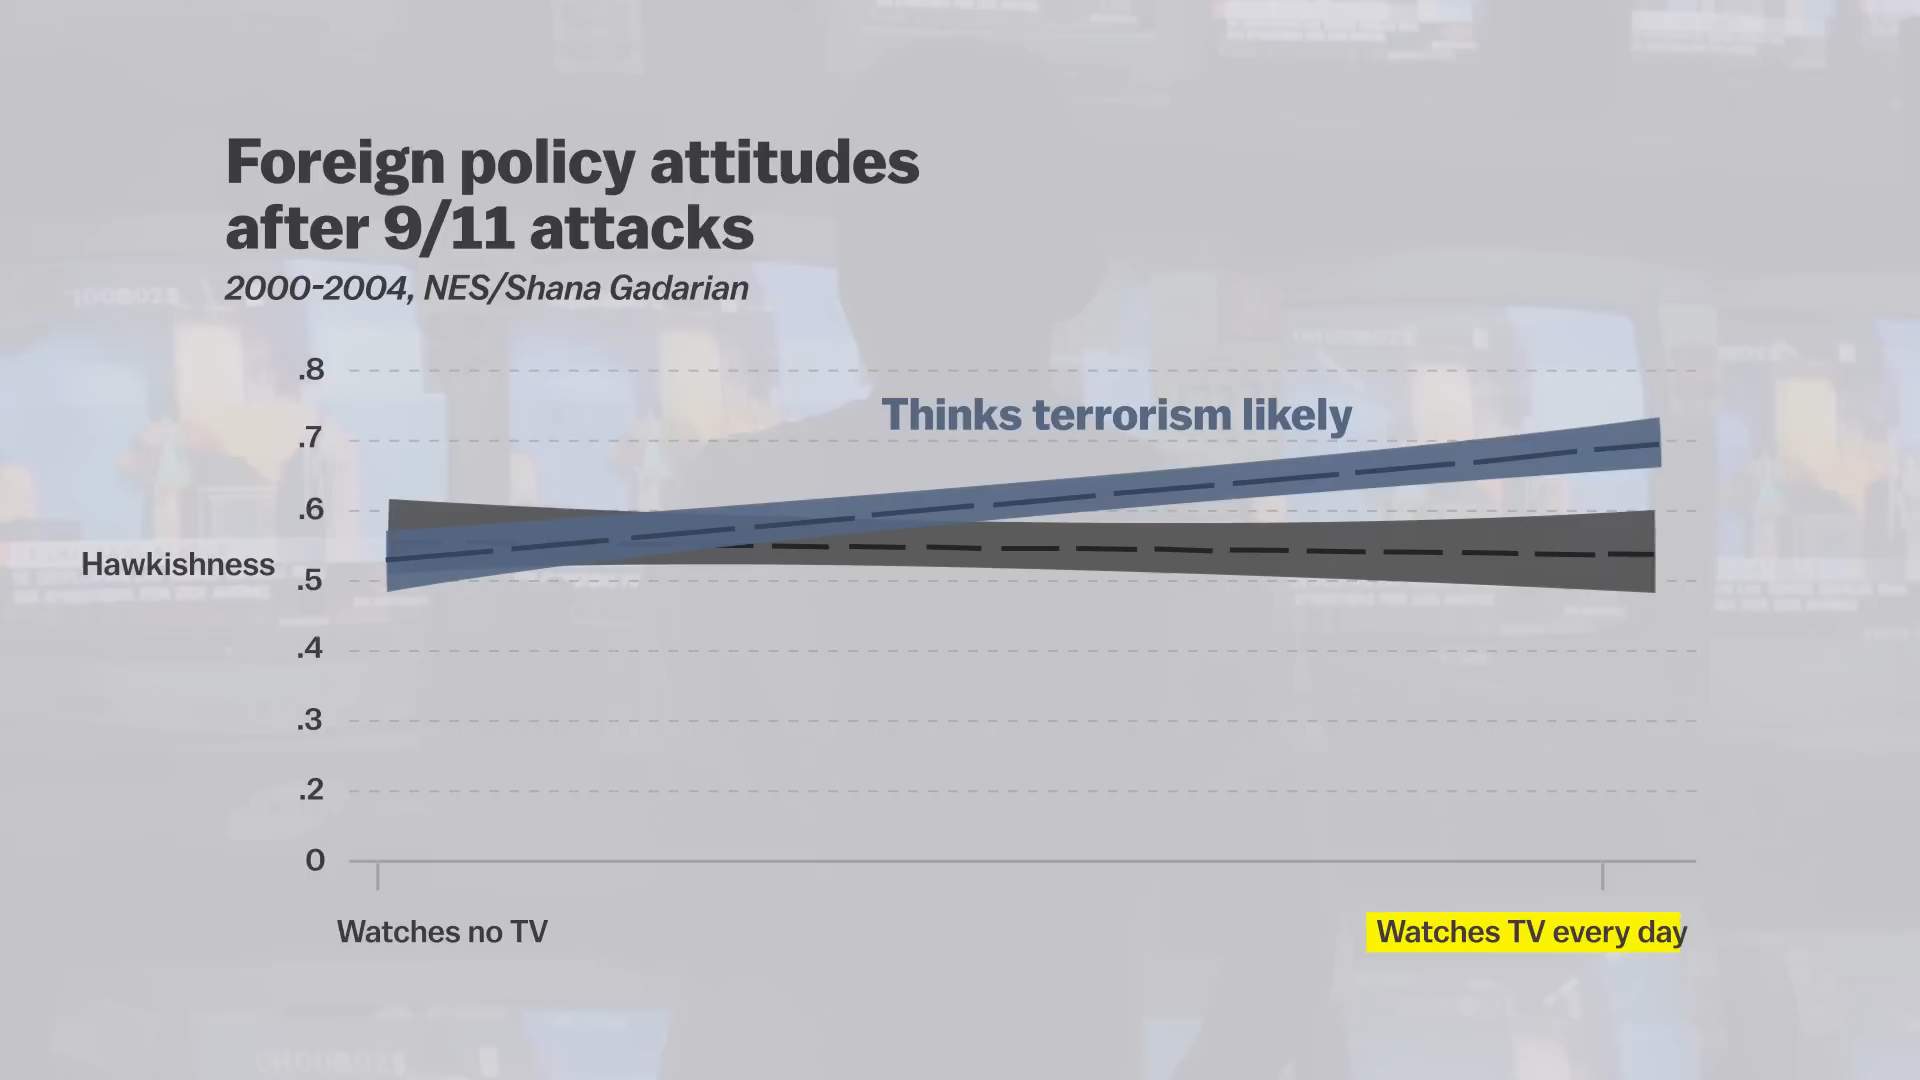 Foreign policy attitudes
after 9/11 attacks
2000-2004, NES/Shana Gadarian
.8
Thinks terrorism likely
.7
.6
Hawkishness
.5
.4
.3
.2
0
Watches no TV
Watches TV every day